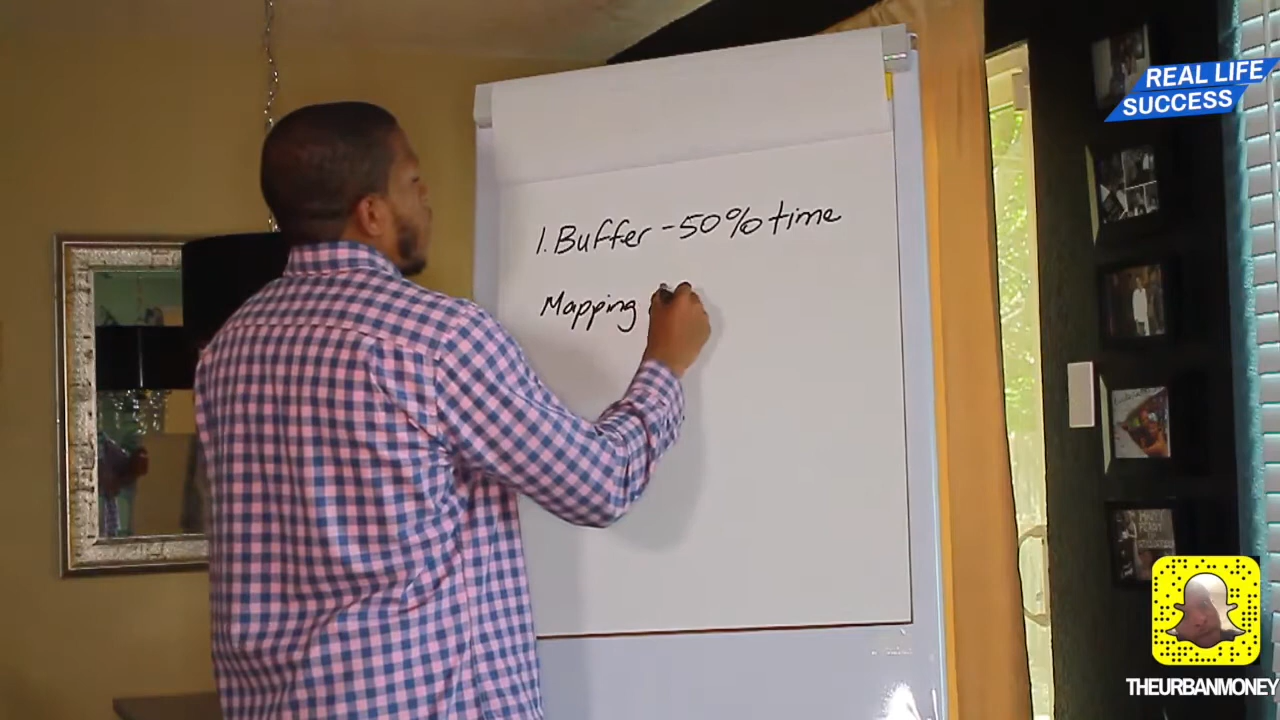 REAL LIFE
SUCCESS
1. Buffer - 50% time
Mapping
THEURBANMONEY